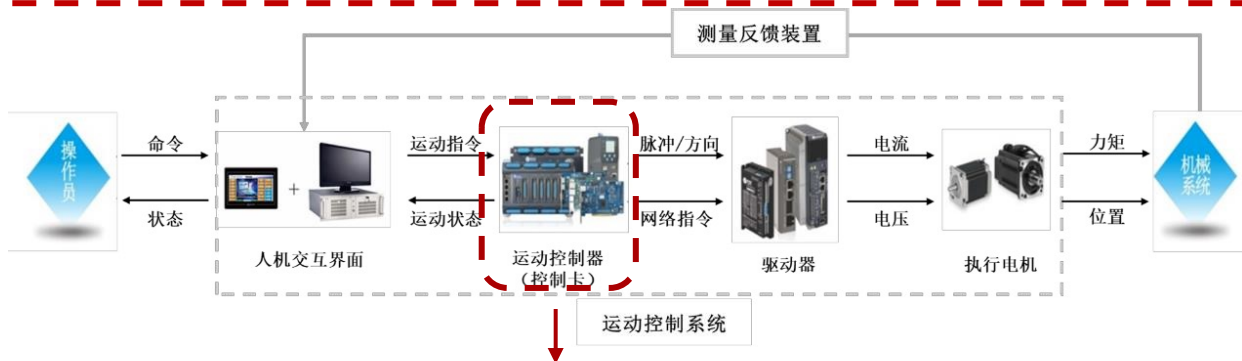 测量反馈装置
操作员
命令
状态
+
人机交互界面
运动指令
运动状态
运动控制器
（控制卡）
脉冲/方向
网络指令
驱动器
电流
电压
执行电机
力矩
位置
机械
系统
运动控制系统